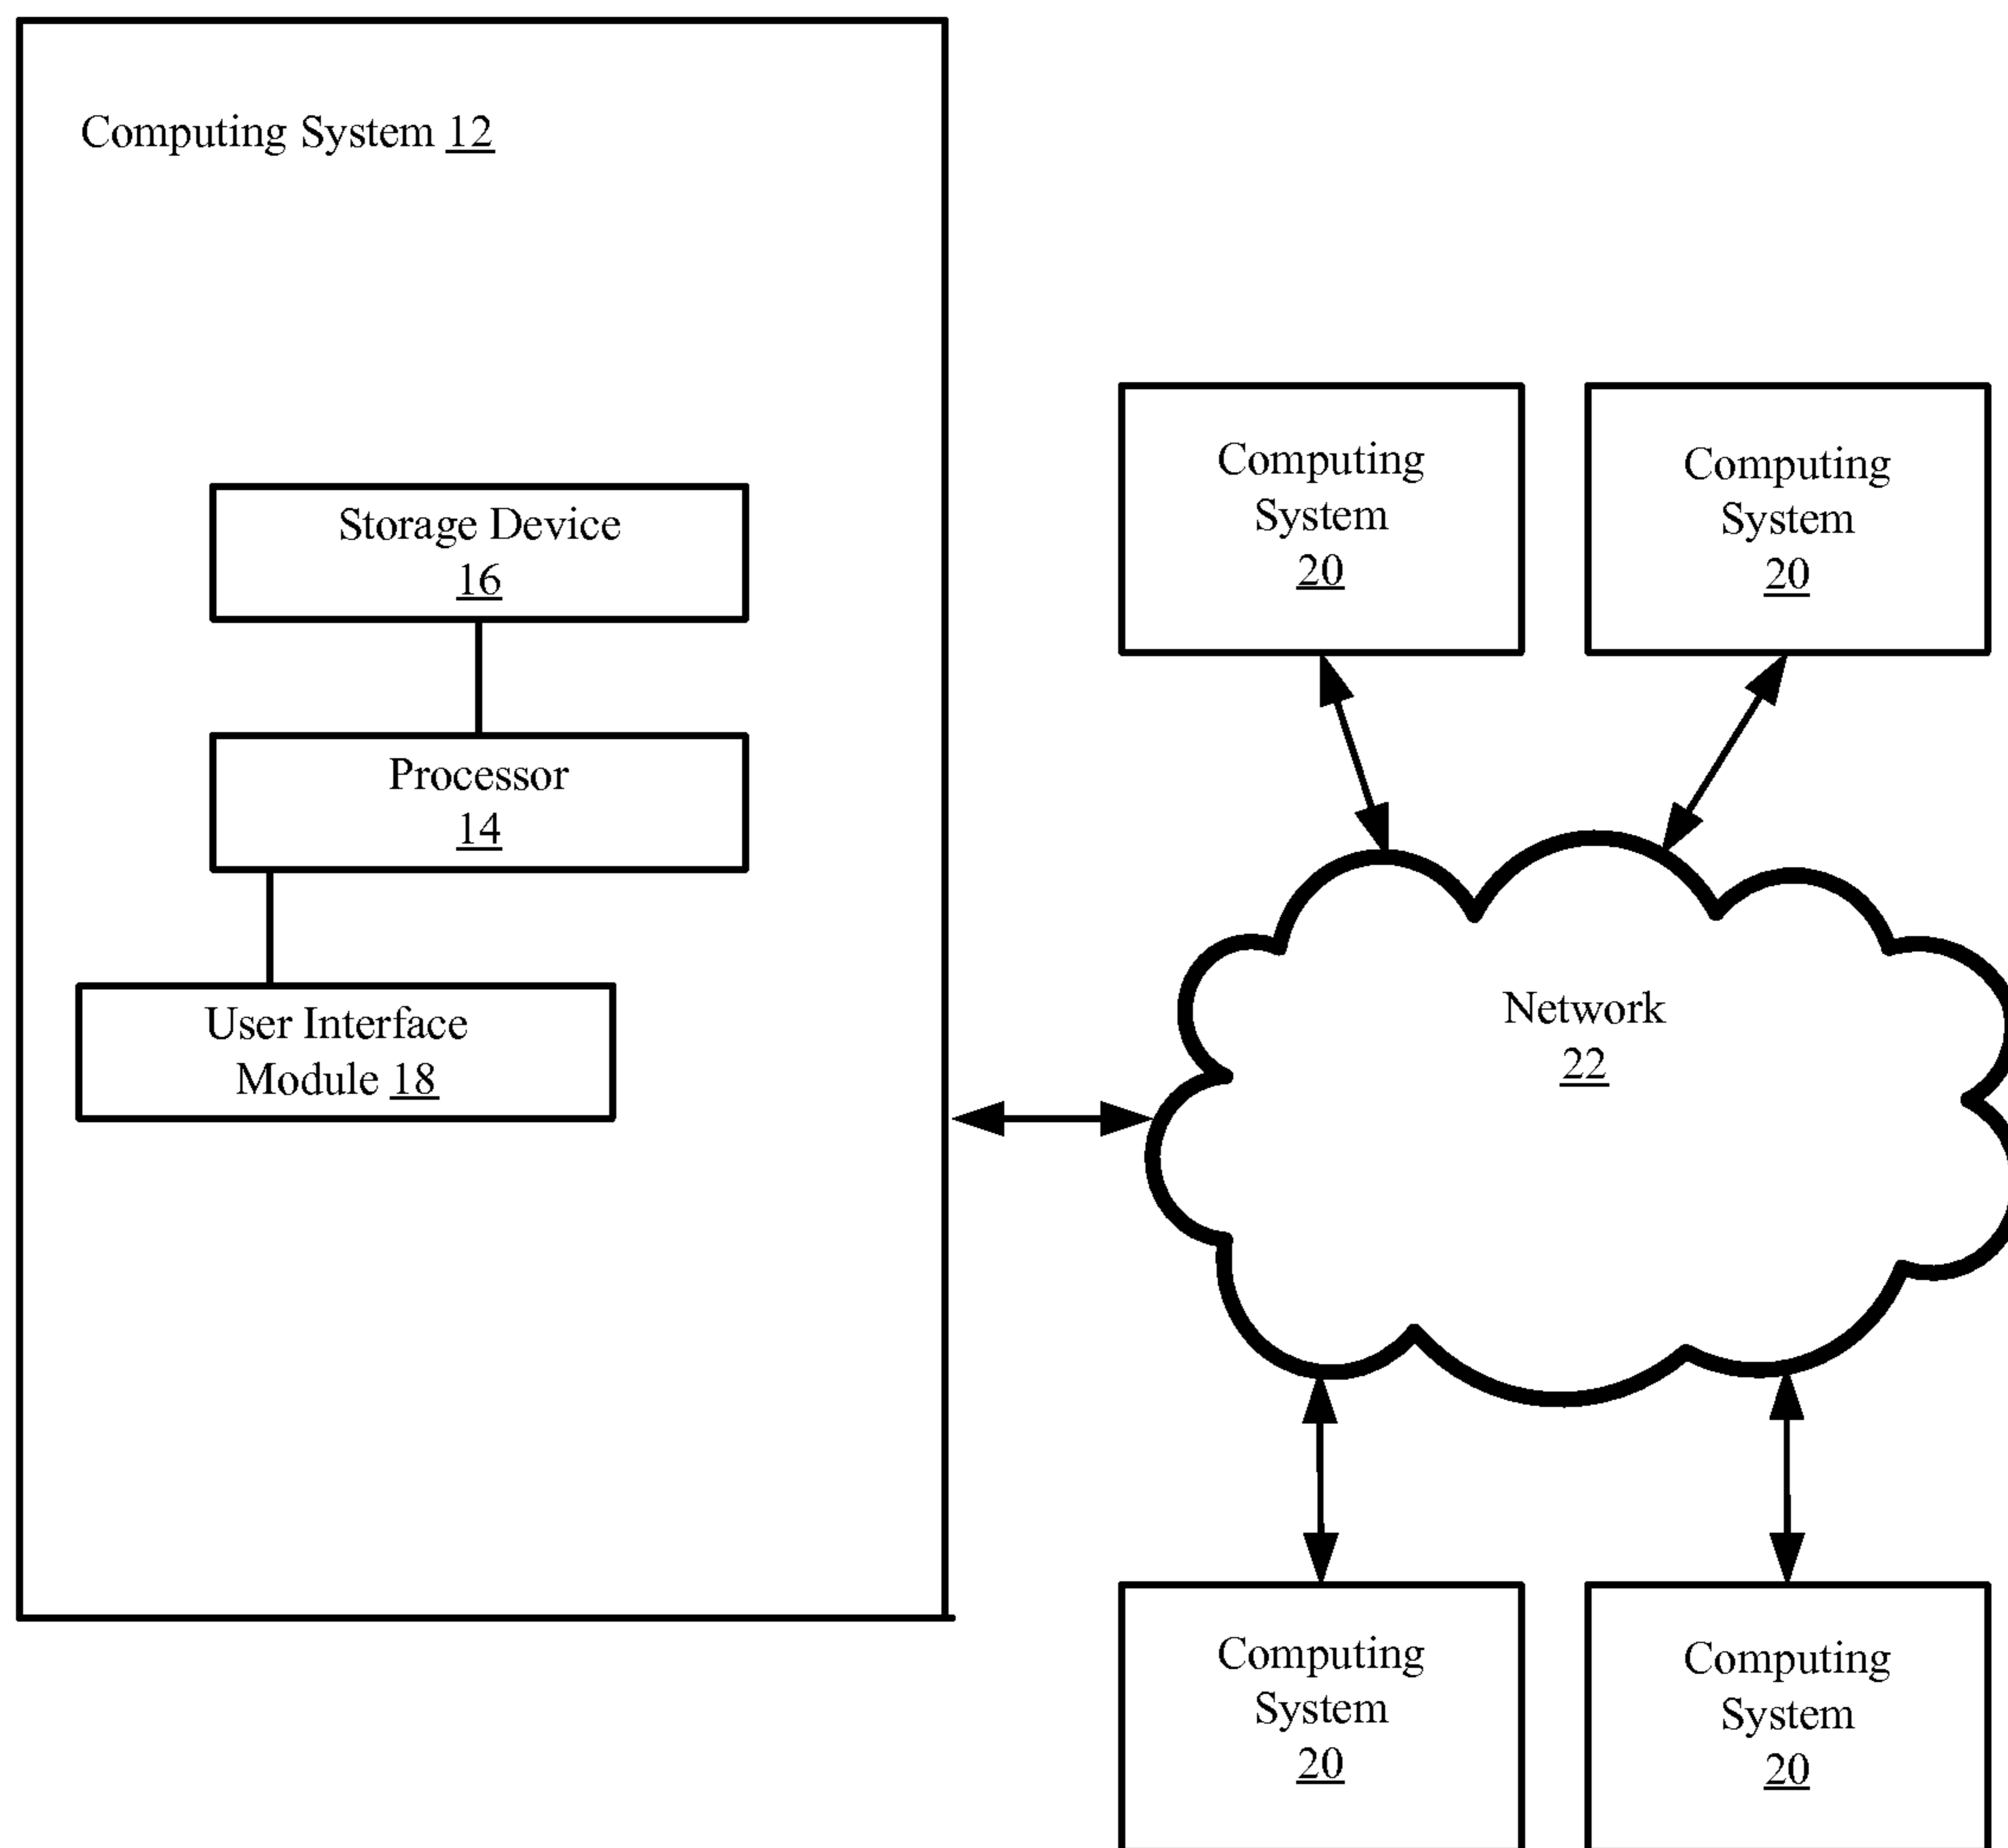 Computing System 12
Storage Device
16
Processor
14
User Interface
Module 18
Computing
System
20
Computing
System
20
Network
22
Computing
System
20
Computing
System
20